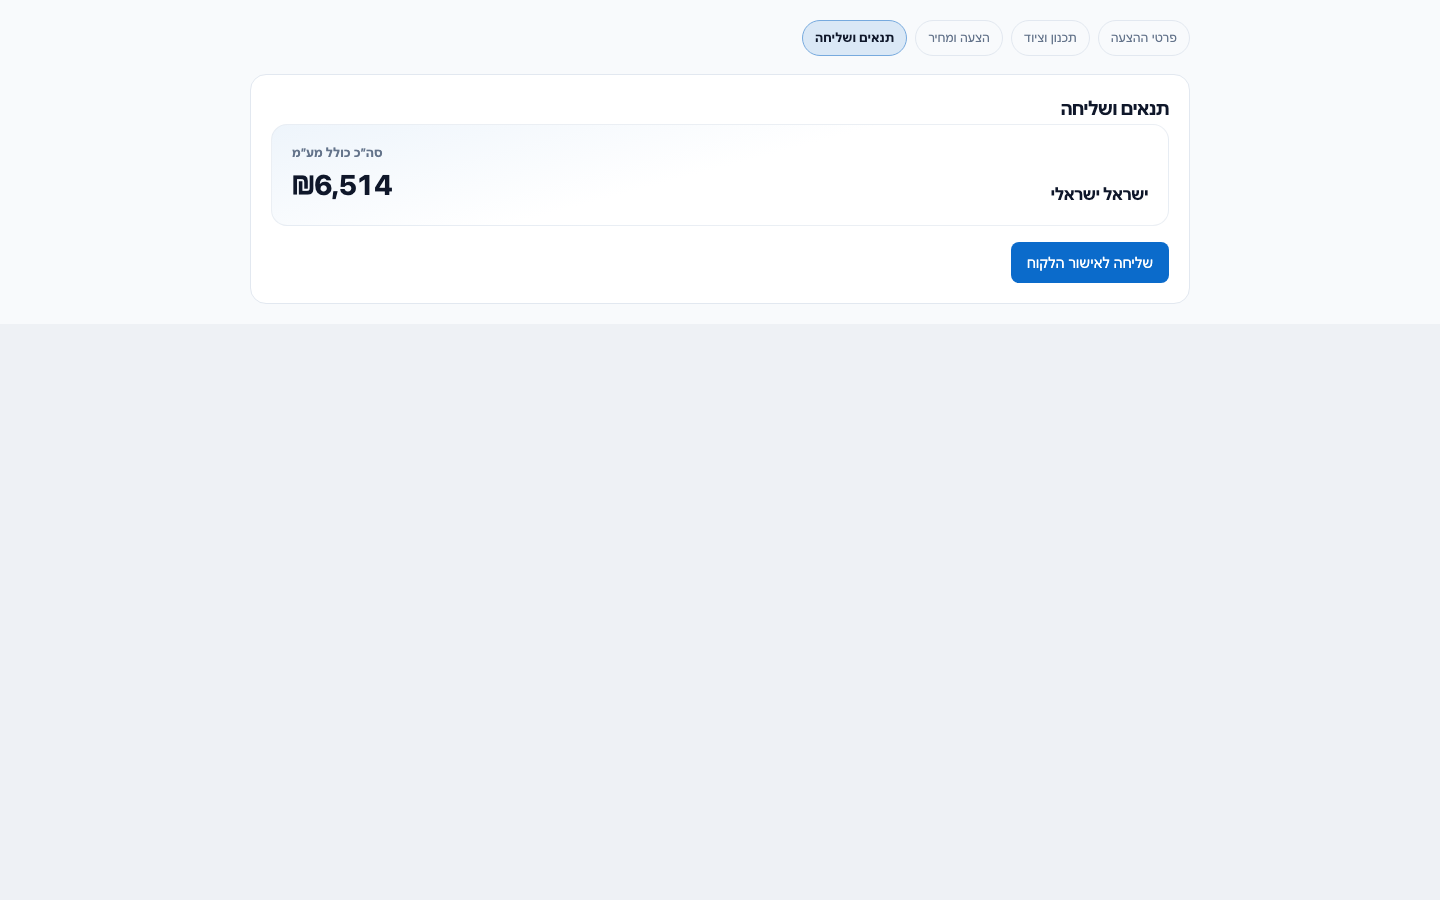 פרטי ההצעה
תכנון וציוד
הצעה ומחיר
תנאים ושליחה
תנאים ושליחה
ישראל ישראלי
סה"כ כולל מע"מ
₪6,514
שליחה לאישור הלקוח